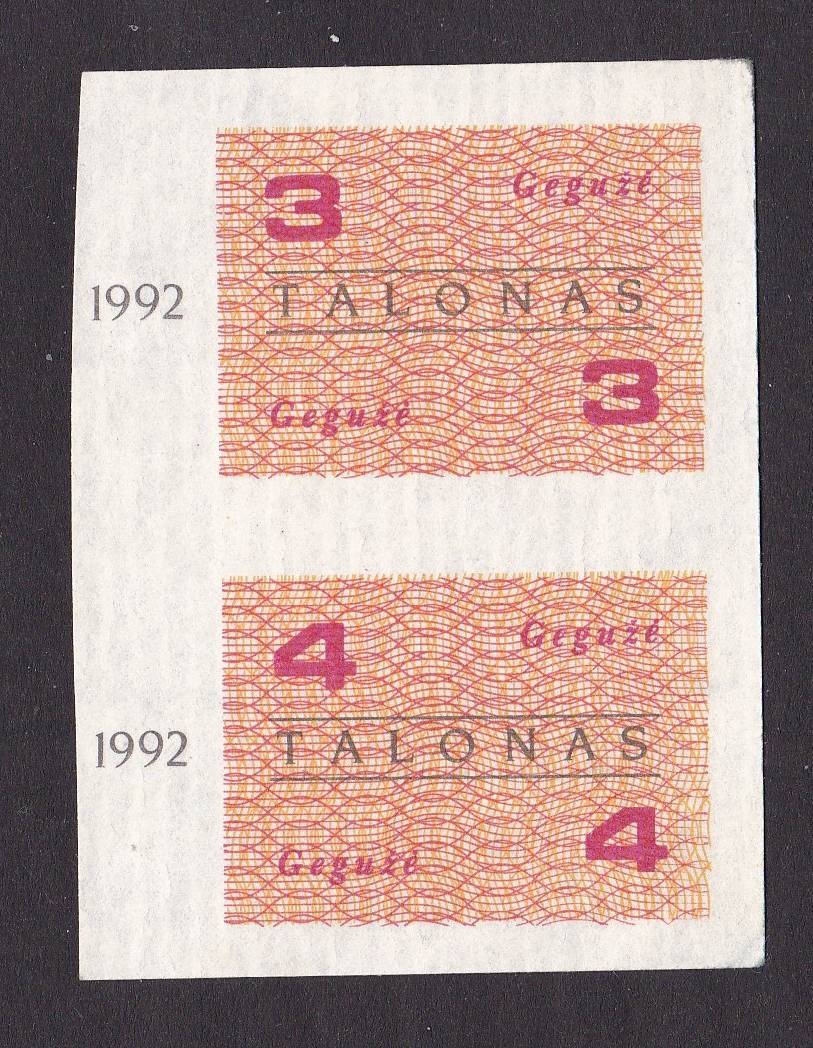 3 Gegužė
1992 TALONAS
Gegužė 3
4 Gegužė
1992 TALONAS
Gegužė 4